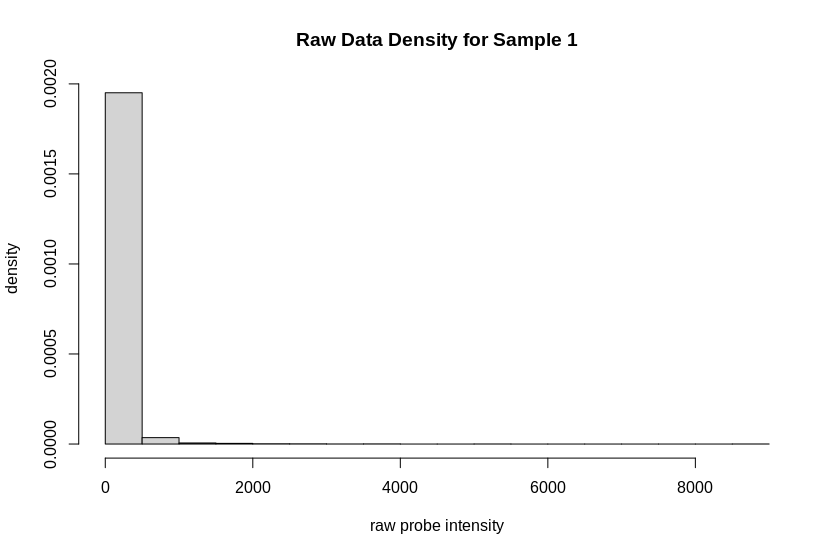 Raw Data Density for Sample 1
density
0.0020
0.0015
0.0010
0.0005
0.0000
0 2000 4000 6000 8000
raw probe intensity